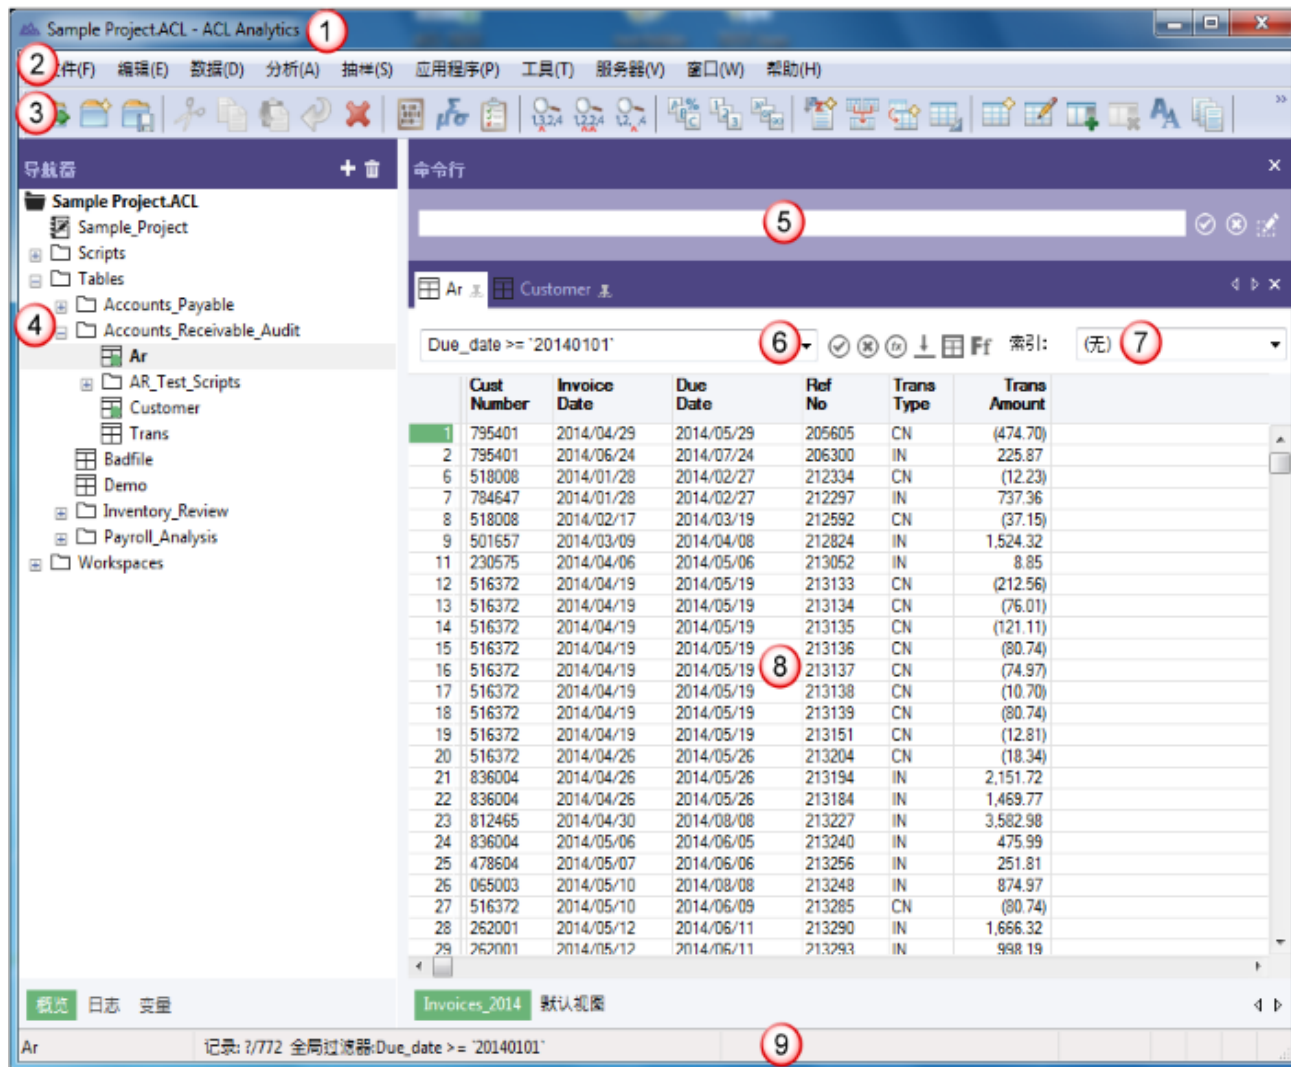 Sample Project.ACL - ACL Analytics 1
2 件(F) 编辑(E) 数据(D) 分析(A) 抽样(S) 应用程序(P) 工具(T) 服务器(V) 窗口(W) 帮助(H)
3
导航器
命令行
Sample Project.ACL
Sample_Project
Scripts
Tables
Accounts_Payable
4 Accounts_Receivable_Audit
Ar
AR_Test_Scripts
Customer
Trans
Badfile
Demo
Inventory_Review
Payroll_Analysis
Workspaces
5
Ar Customer
Due_date >= `20140101` 6 Ff 索引: (无) 7
Cust Number Invoice Date Due Date Ref No Trans Type Trans Amount
1 795401 2014/04/29 2014/05/29 205605 CN (474.70)
2 795401 2014/06/24 2014/07/24 206300 IN 225.87
6 518008 2014/01/28 2014/02/27 212334 CN (12.23)
7 784647 2014/01/28 2014/02/27 212297 IN 737.36
8 518008 2014/02/17 2014/03/19 212592 CN (37.15)
9 501657 2014/03/09 2014/04/08 212824 IN 1,524.32
11 230575 2014/04/06 2014/05/06 213052 IN 8.85
12 516372 2014/04/19 2014/05/19 213133 CN (212.56)
13 516372 2014/04/19 2014/05/19 213134 CN (76.01)
14 516372 2014/04/19 2014/05/19 213135 CN (121.11)
15 516372 2014/04/19 2014/05/19 213136 CN (80.74)
16 516372 2014/04/19 2014/05/19 8 213137 CN (74.97)
17 516372 2014/04/19 2014/05/19 213138 CN (10.70)
18 516372 2014/04/19 2014/05/19 213139 CN (80.74)
19 516372 2014/04/19 2014/05/19 213151 CN (12.81)
20 516372 2014/04/26 2014/05/26 213204 CN (18.34)
21 836004 2014/04/26 2014/05/26 213194 IN 2,151.72
22 836004 2014/04/26 2014/05/26 213184 IN 1,469.77
23 812465 2014/04/30 2014/08/08 213227 IN 3,582.98
24 836004 2014/05/06 2014/06/05 213240 IN 475.99
25 478604 2014/05/07 2014/06/06 213256 IN 251.81
26 065003 2014/05/10 2014/08/08 213248 IN 874.97
27 516372 2014/05/10 2014/06/09 213285 CN (80.74)
28 262001 2014/05/12 2014/06/11 213290 IN 1,666.32
29 262001 2014/05/12 2014/06/11 213293 IN 998.19
概览 日志 变量
Invoices_2014 默认视图
Ar 记录: ?/772 全局过滤器:Due_date >= `20140101` 9